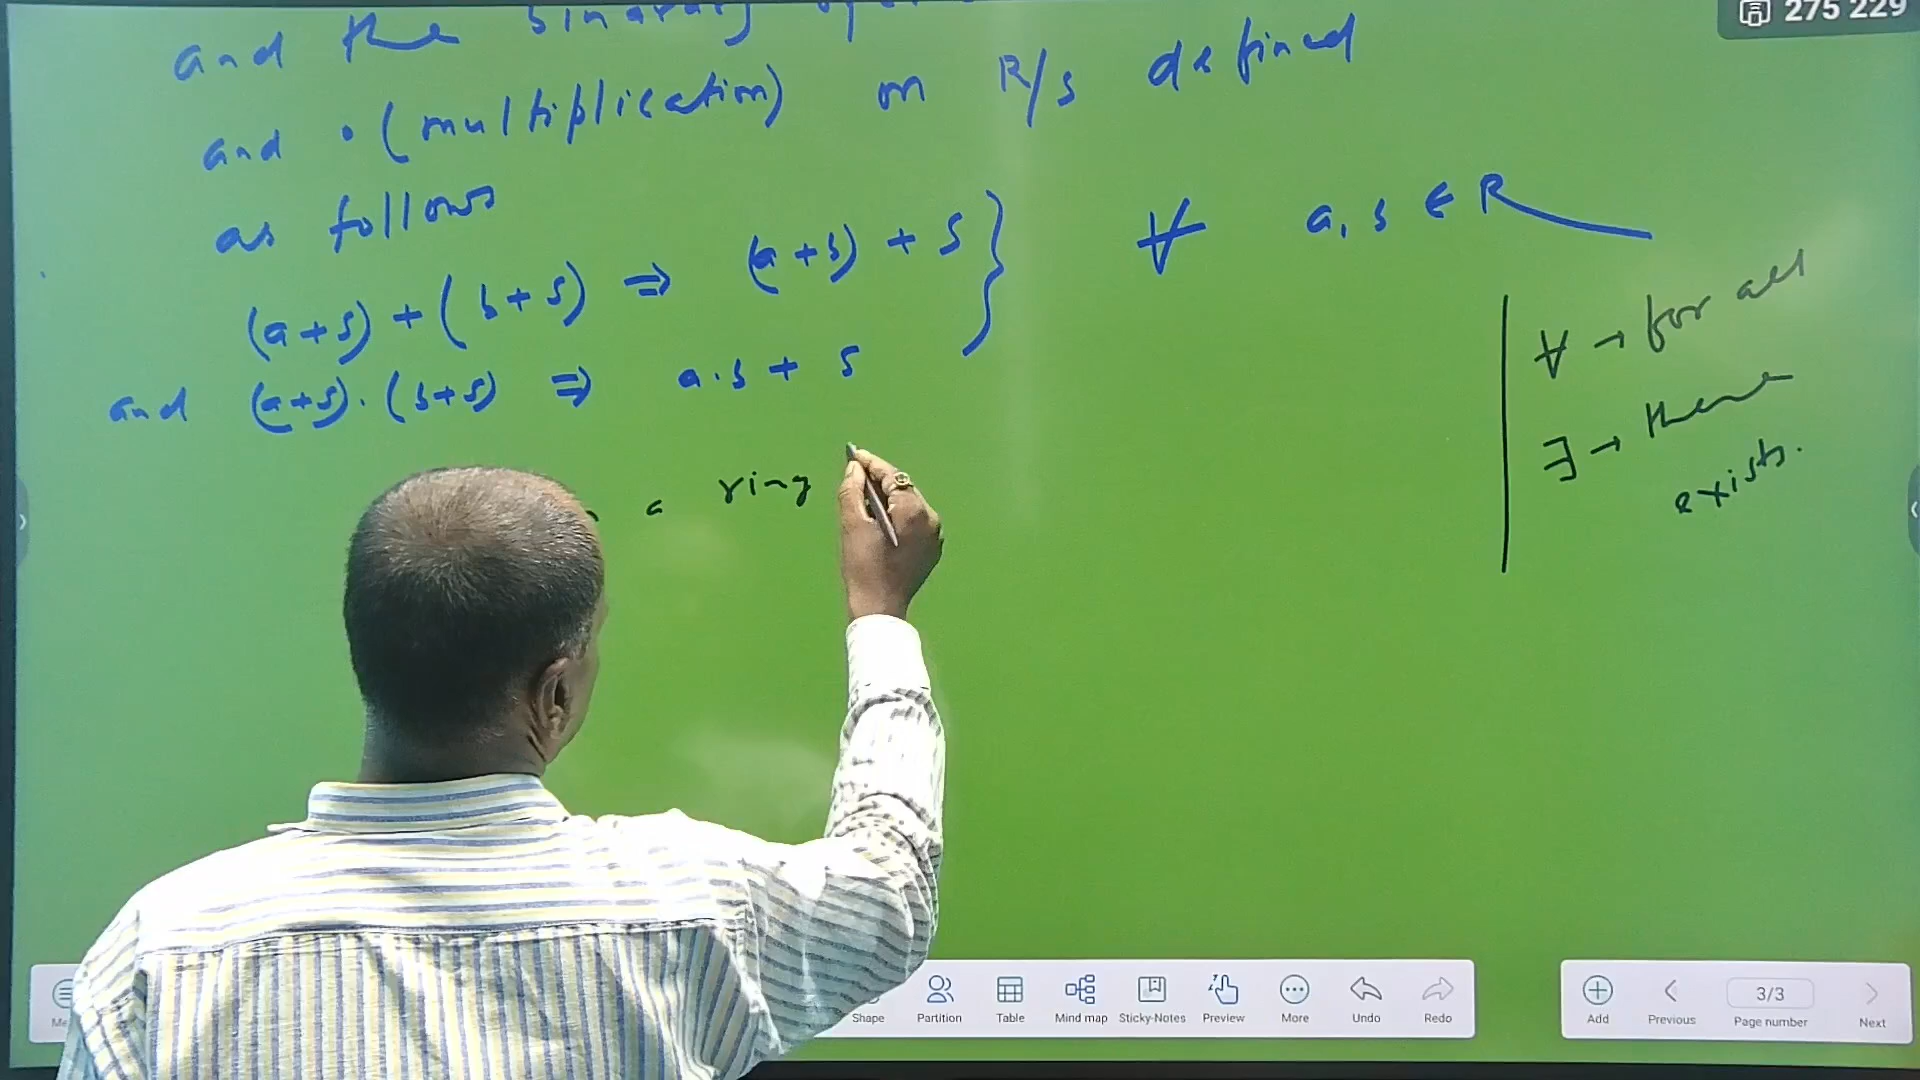 and the binary
275 229
and • (multiplication) on R/S defined
as follows
(a+S) + (b+S) ⇒ (a+b) + S } ∀ a, b ∈ R
and (a+S) . (b+S) ⇒ a.b + S
a ring
∀ → for all
∃ → there
exists.
Shape Partition Table Mind map Sticky-Notes Preview More Undo Redo
Add Previous 3/3 Page number Next